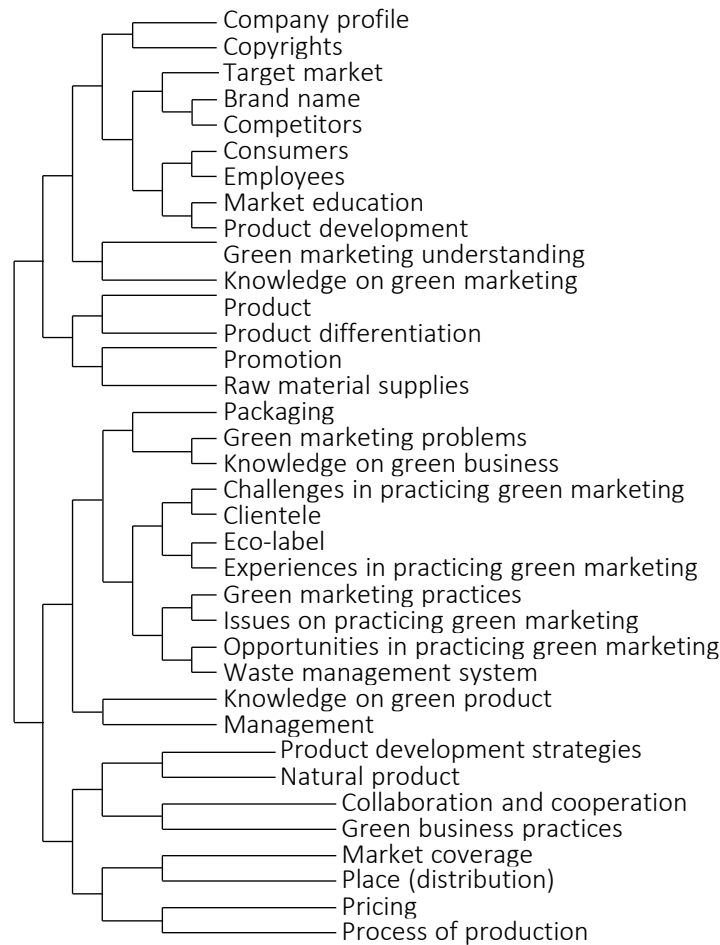 Company profile
Copyrights
Target market
Brand name
Competitors
Consumers
Employees
Market education
Product development
Green marketing understanding
Knowledge on green marketing
Product
Product differentiation
Promotion
Raw material supplies
Packaging
Green marketing problems
Knowledge on green business
Challenges in practicing green marketing
Clientele
Eco-label
Experiences in practicing green marketing
Green marketing practices
Issues on practicing green marketing
Opportunities in practicing green marketing
Waste management system
Knowledge on green product
Management
Product development strategies
Natural product
Collaboration and cooperation
Green business practices
Market coverage
Place (distribution)
Pricing
Process of production